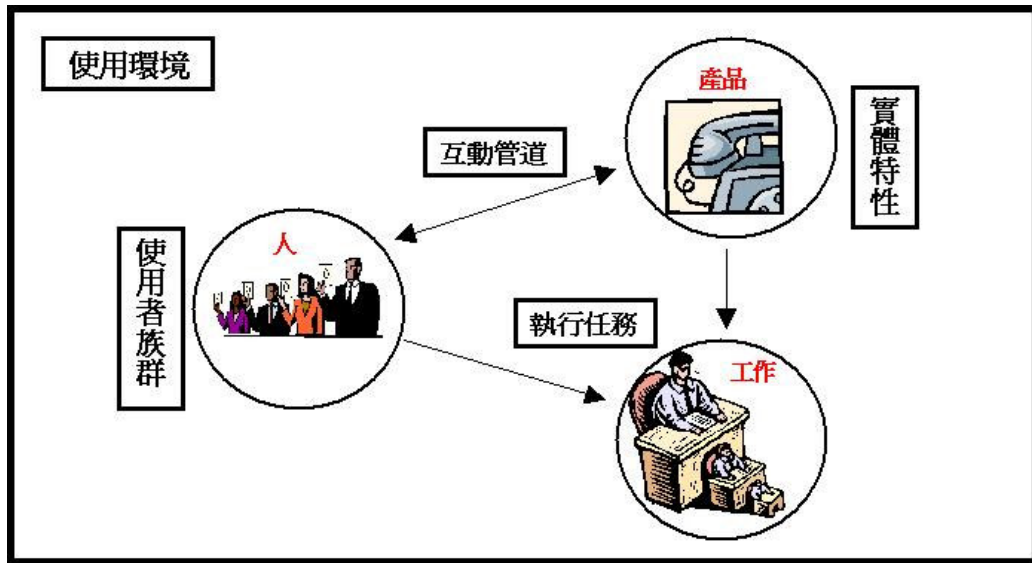 使用環境
產品
實體特性
互動管道
人
使用者族群
執行任務
工作